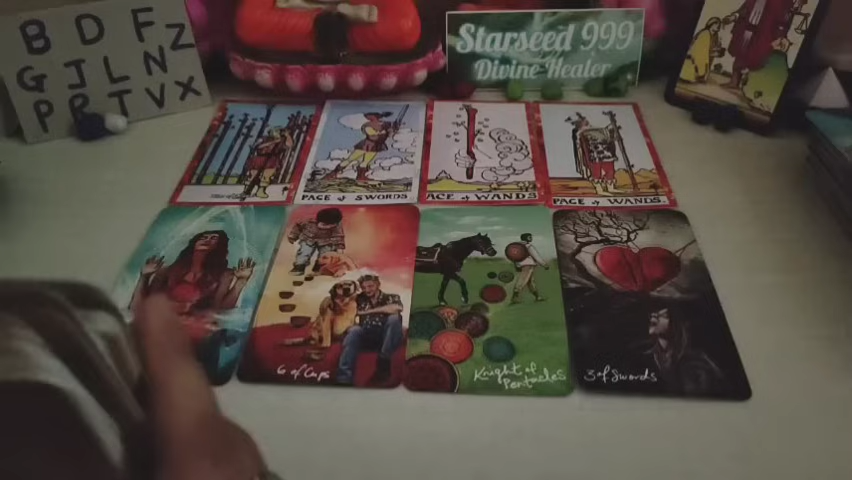 B D F Z
G J L N
P R T V X
Starseed 999
Divine Healer
PAGE of SWORDS
ACE of WANDS.
PAGE of WANDS.
6 of Cups
Knight of
Pentacles
3 of Swords